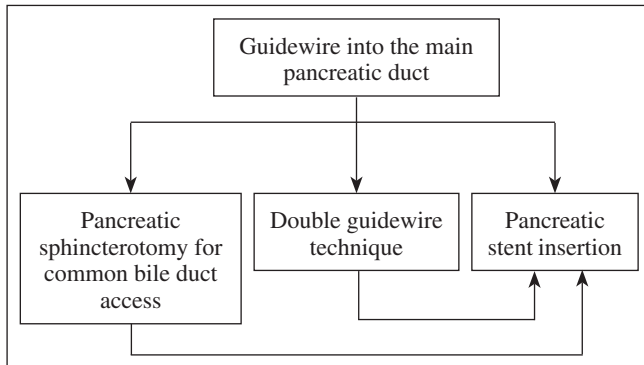 Guidewire into the main
pancreatic duct
Pancreatic
sphincterotomy for
common bile duct
access
Double guidewire
technique
Pancreatic
stent insertion